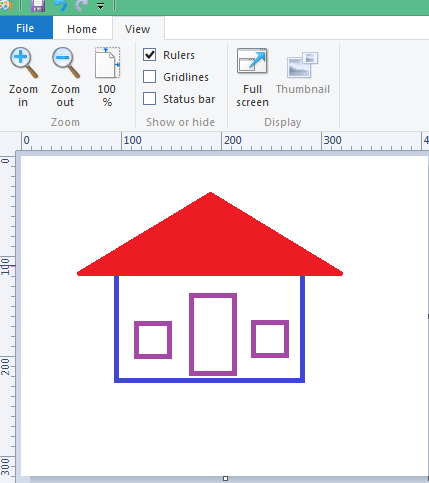 File Home View
Zoom in
Zoom out
100 %
Rulers
Gridlines
Status bar
Full screen
Thumbnail
Zoom
Show or hide
Display
0 100 200 300 4
0
100
200
300